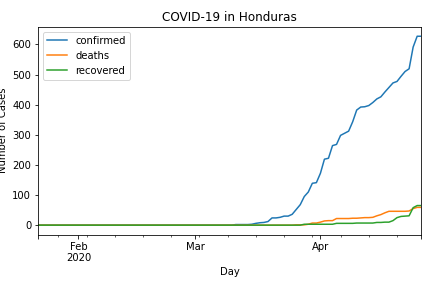 COVID-19 in Honduras
confirmed
deaths
recovered
600
500
400
300
200
100
0
Number of Cases
Feb
2020
Mar
Apr
Day